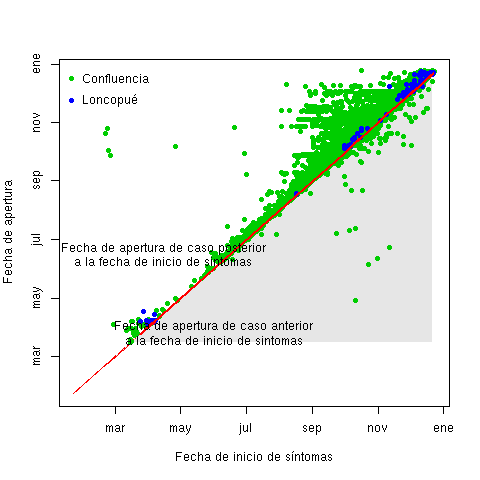 Confluencia
Loncopué
Fecha de apertura de caso posterior
a la fecha de inicio de síntomas
Fecha de apertura de caso anterior
a la fecha de inicio de síntomas
ene
nov
sep
jul
may
mar
Fecha de apertura
mar
may
jul
sep
nov
ene
Fecha de inicio de síntomas